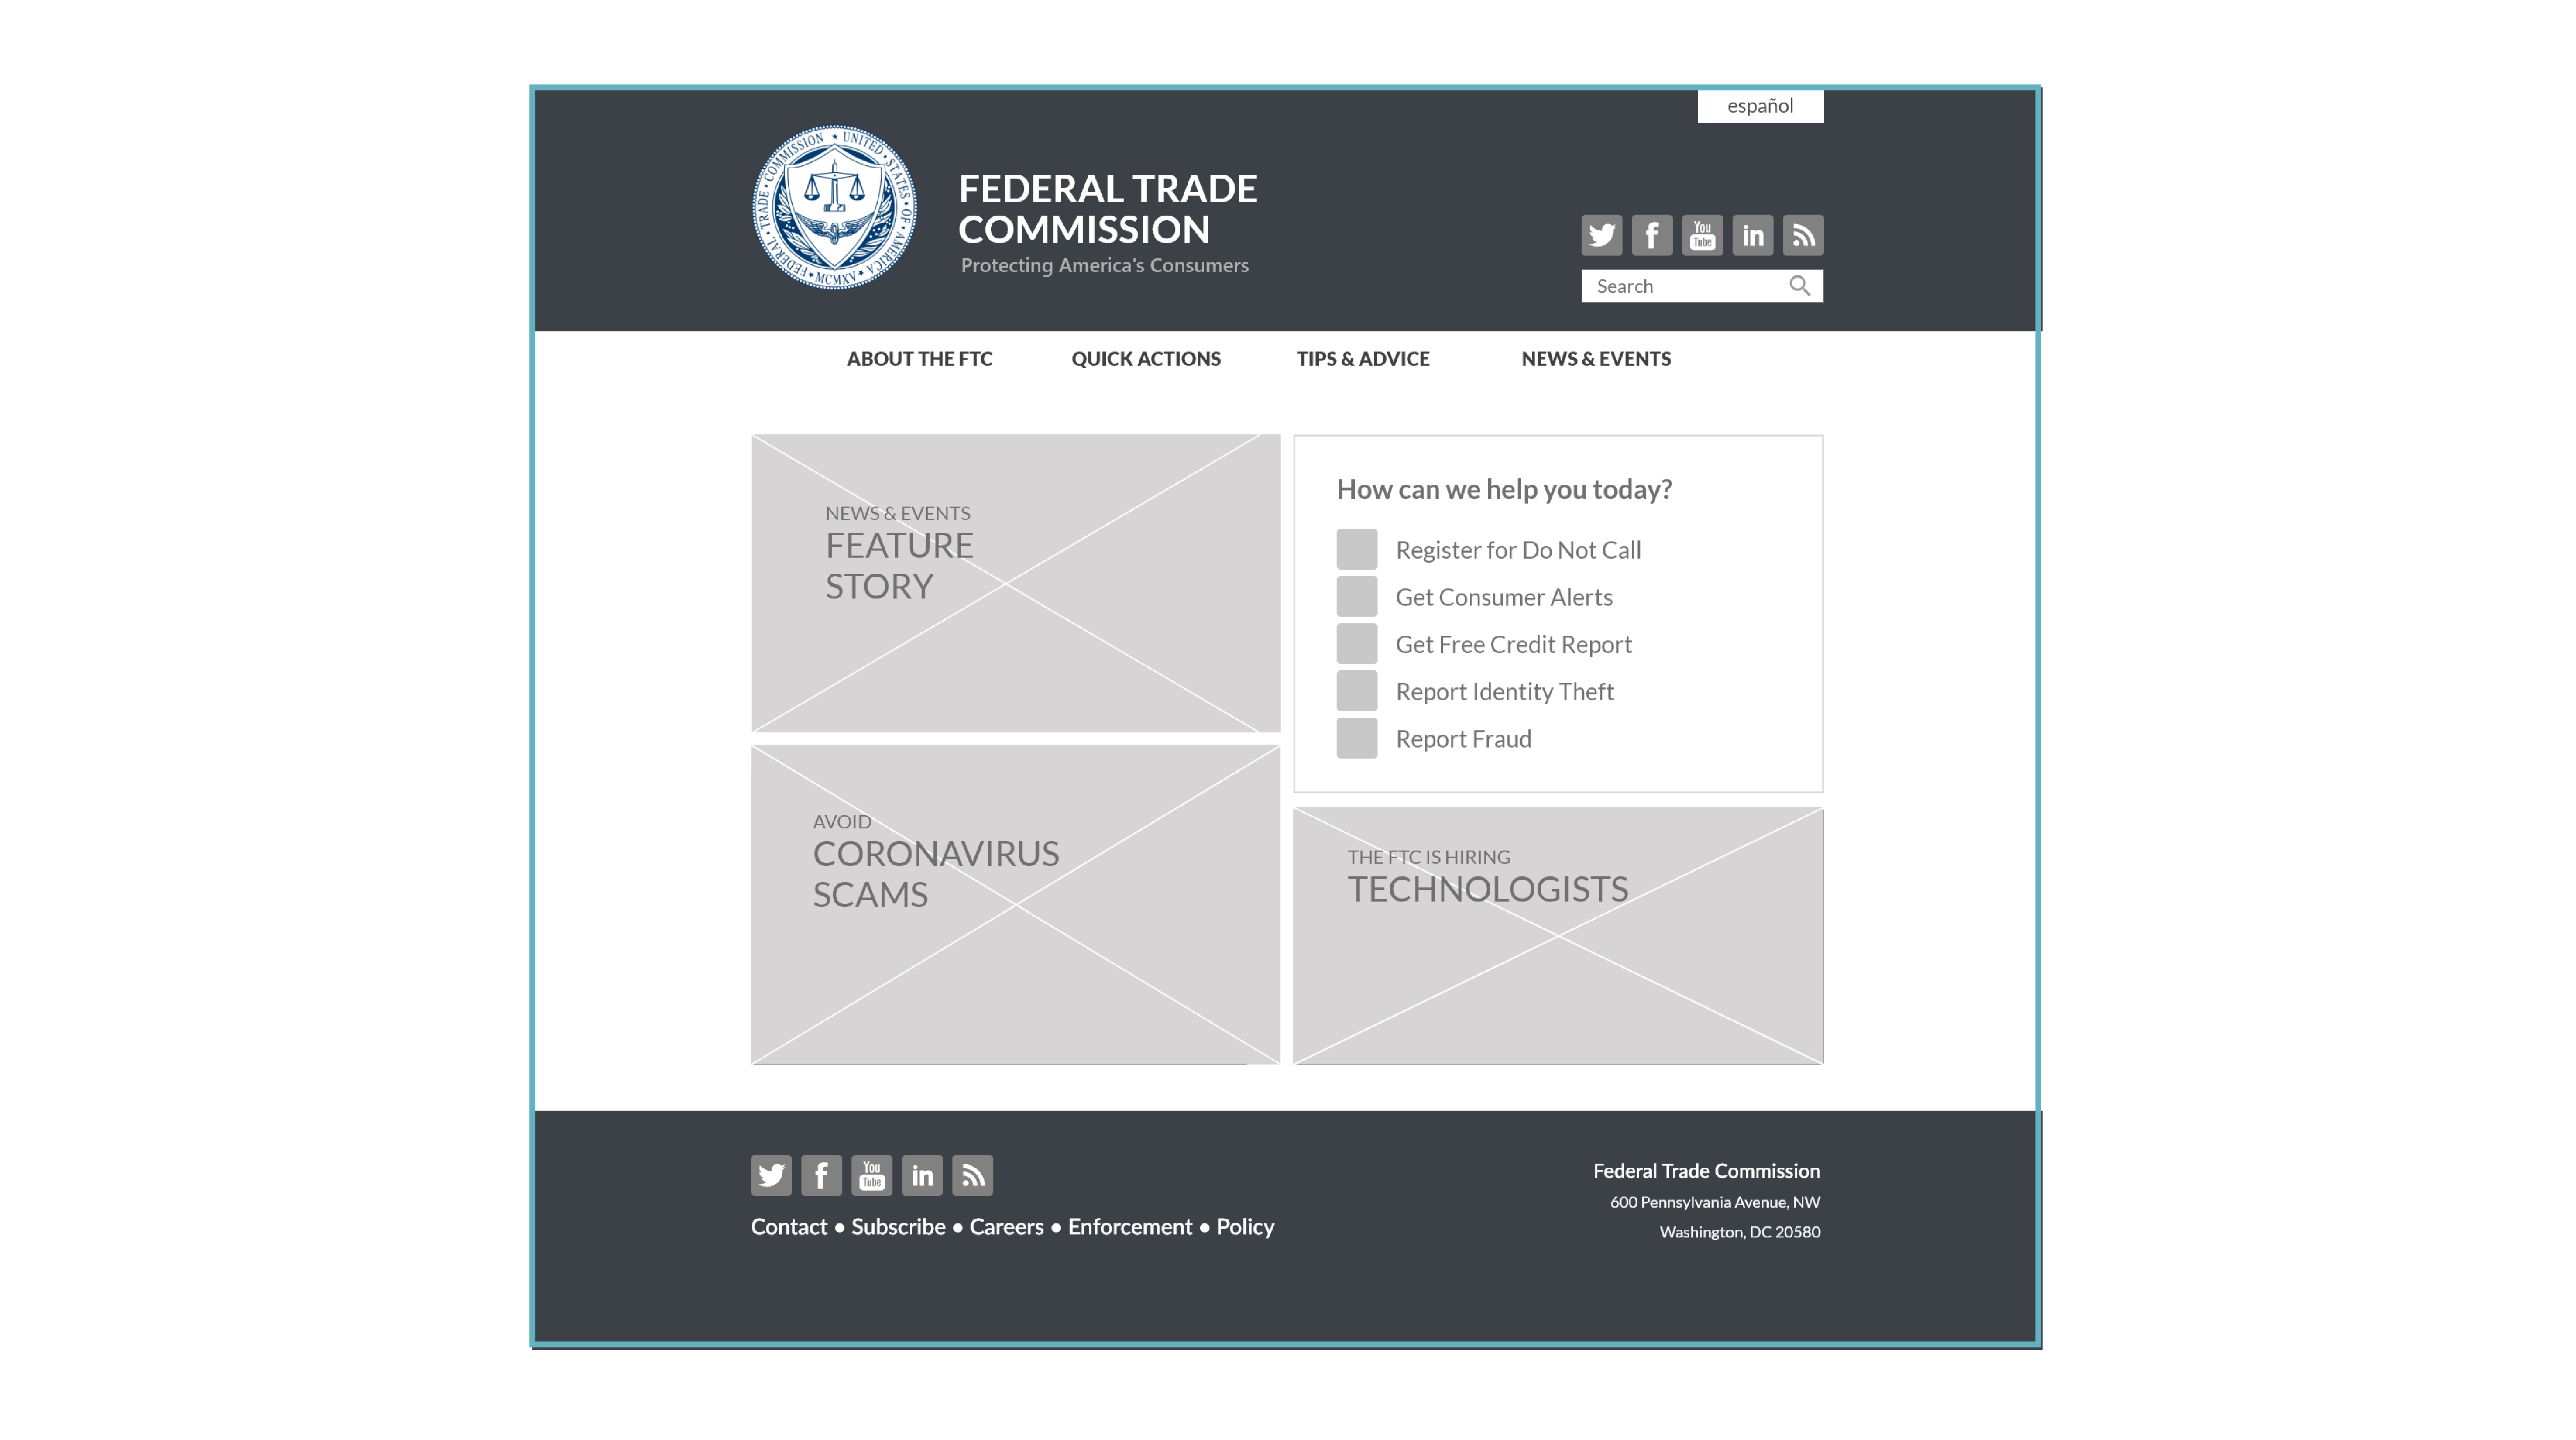 español
FEDERAL TRADE COMMISSION ★ UNITED STATES OF AMERICA ★ MCMXV ★
FEDERAL TRADE
COMMISSION
Protecting America's Consumers
You
Tube
in
Search
ABOUT THE FTC QUICK ACTIONS TIPS & ADVICE NEWS & EVENTS
NEWS & EVENTS
FEATURE
STORY
How can we help you today?
Register for Do Not Call
Get Consumer Alerts
Get Free Credit Report
Report Identity Theft
Report Fraud
AVOID
CORONAVIRUS
SCAMS
THE FTC IS HIRING
TECHNOLOGISTS
You
Tube
in
Contact • Subscribe • Careers • Enforcement • Policy
Federal Trade Commission
600 Pennsylvania Avenue, NW
Washington, DC 20580